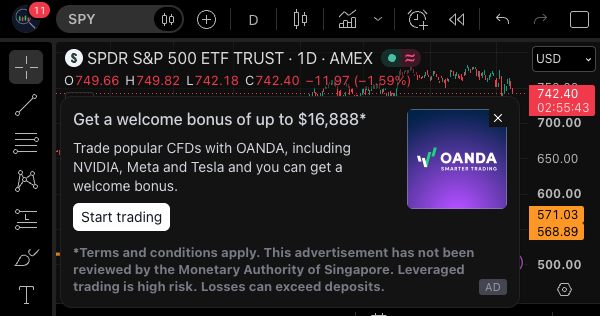 11
SPY
D
$ SPDR S&P 500 ETF TRUST · 1D · AMEX
USD
O749.66 H749.82 L742.18 C742.40 −11.97 (−1.59%)
742.40
02:55:43
700.00
650.00
600.00
571.03
568.89
500.00
Get a welcome bonus of up to $16,888*
Trade popular CFDs with OANDA, including
NVIDIA, Meta and Tesla and you can get a
welcome bonus.
Start trading
OANDA
SMARTER TRADING
*Terms and conditions apply. This advertisement has not been
reviewed by the Monetary Authority of Singapore. Leveraged
trading is high risk. Losses can exceed deposits.
AD